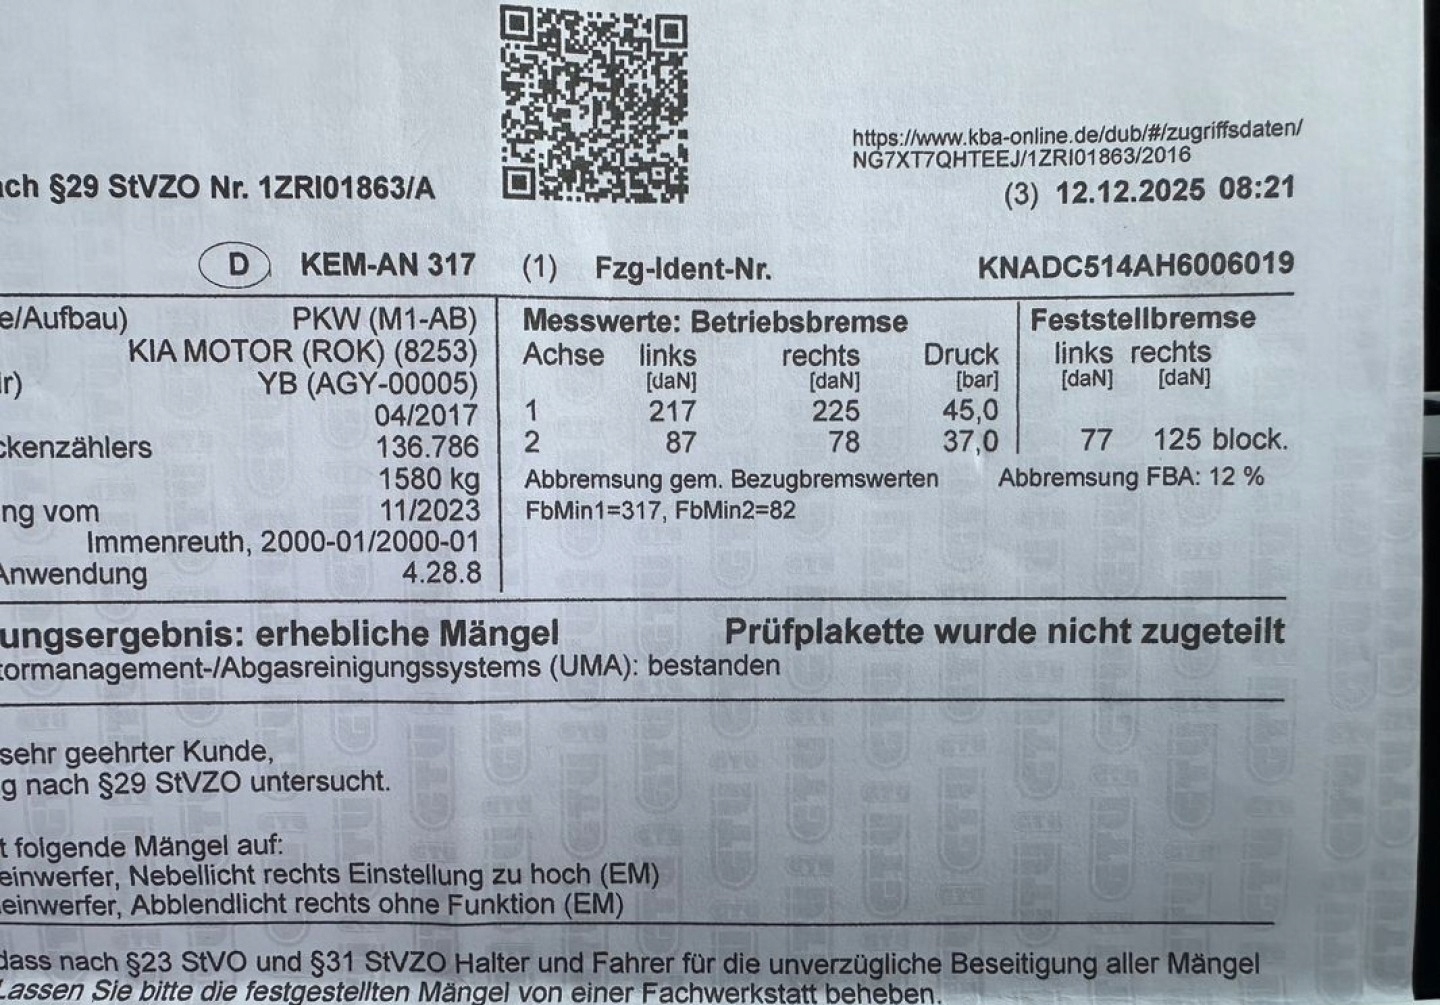 https://www.kba-online.de/dub/#/zugriffsdaten/
NG7XT7QHTEEJ/1ZRI01863/2016
ach §29 StVZO Nr. 1ZRI01863/A
(3) 12.12.2025 08:21
D KEM-AN 317 (1) Fzg-Ident-Nr. KNADC514AH6006019
e/Aufbau) PKW (M1-AB)
KIA MOTOR (ROK) (8253)
r) YB (AGY-00005)
04/2017
ckenzählers 136.786
1580 kg
ng vom 11/2023
Immenreuth, 2000-01/2000-01
Anwendung 4.28.8
Messwerte: Betriebsbremse
Achse links rechts Druck
[daN] [daN] [bar]
1 217 225 45,0
2 87 78 37,0
Abbremsung gem. Bezugbremswerten
FbMin1=317, FbMin2=82
Feststellbremse
links rechts
[daN] [daN]
77 125 block.
Abbremsung FBA: 12 %
ungsergebnis: erhebliche Mängel Prüfplakette wurde nicht zugeteilt
tormanagement-/Abgasreinigungssystems (UMA): bestanden
sehr geehrter Kunde,
g nach §29 StVZO untersucht.
t folgende Mängel auf:
einwerfer, Nebellicht rechts Einstellung zu hoch (EM)
einwerfer, Abblendlicht rechts ohne Funktion (EM)
dass nach §23 StVO und §31 StVZO Halter und Fahrer für die unverzügliche Beseitigung aller Mängel
Lassen Sie bitte die festgestellten Mängel von einer Fachwerkstatt beheben.